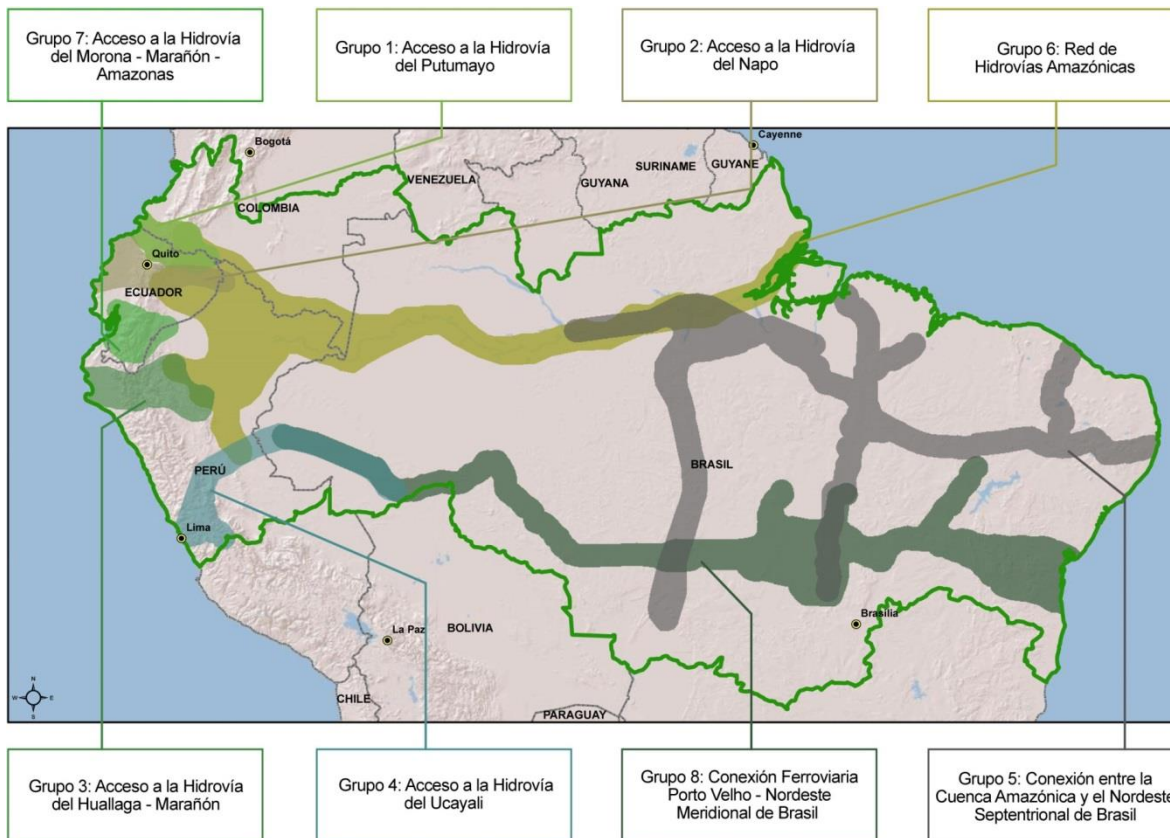 Grupo 7: Acceso a la Hidrovía
del Morona - Marañón -
Amazonas
Grupo 1: Acceso a la Hidrovía
del Putumayo
Grupo 2: Acceso a la Hidrovía
del Napo
Grupo 6: Red de
Hidrovías Amazónicas
Bogotá
Cayenne
VENEZUELA
SURINAME
GUYANE
GUYANA
COLOMBIA
Quito
ECUADOR
BRASIL
PERÚ
Lima
Brasilia
La Paz
BOLIVIA
CHILE
PARAGUAY
N
W
E
S
Grupo 3: Acceso a la Hidrovía
del Huallaga - Marañón
Grupo 4: Acceso a la Hidrovía
del Ucayali
Grupo 8: Conexión Ferroviaria
Porto Velho - Nordeste
Meridional de Brasil
Grupo 5: Conexión entre la
Cuenca Amazónica y el Nordeste
Septentrional de Brasil